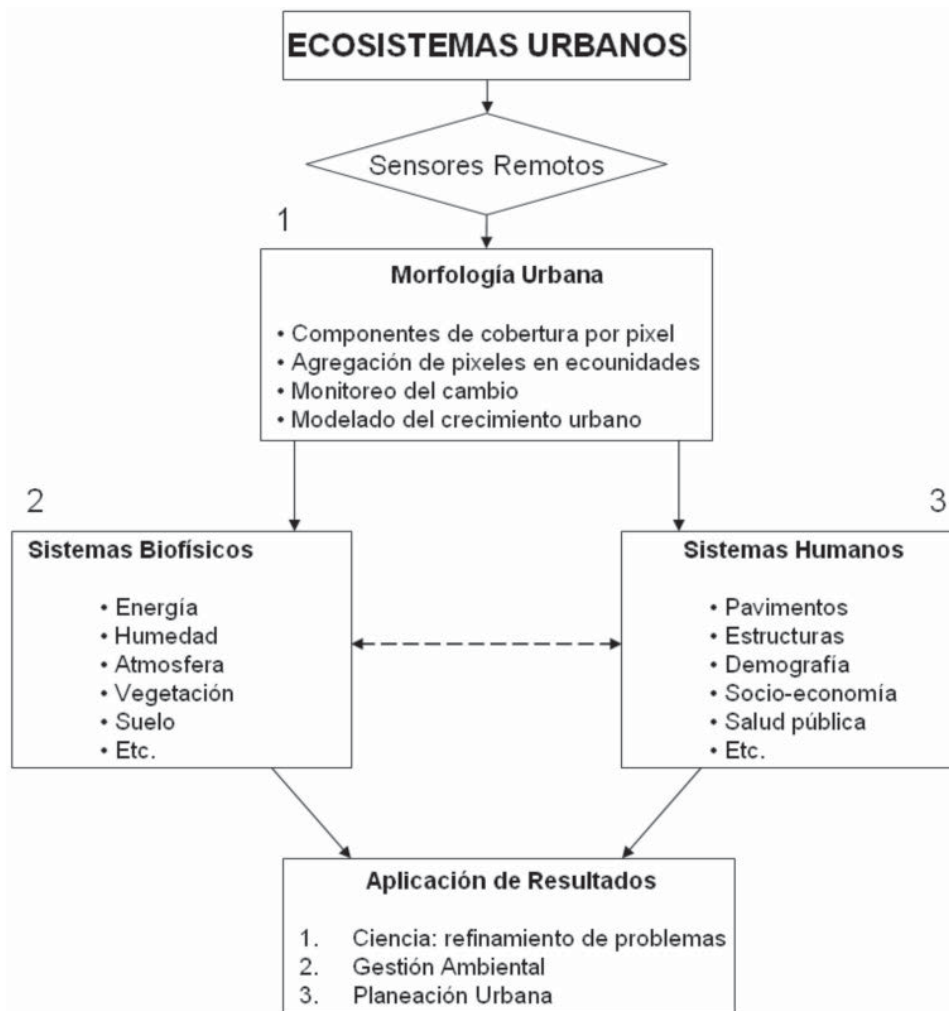 ECOSISTEMAS URBANOS
Sensores Remotos
1
Morfología Urbana
• Componentes de cobertura por pixel
• Agregación de pixeles en ecounidades
• Monitoreo del cambio
• Modelado del crecimiento urbano
2
Sistemas Biofísicos
• Energía
• Humedad
• Atmosfera
• Vegetación
• Suelo
• Etc.
3
Sistemas Humanos
• Pavimentos
• Estructuras
• Demografía
• Socio-economía
• Salud pública
• Etc.
Aplicación de Resultados
1. Ciencia: refinamiento de problemas
2. Gestión Ambiental
3. Planeación Urbana